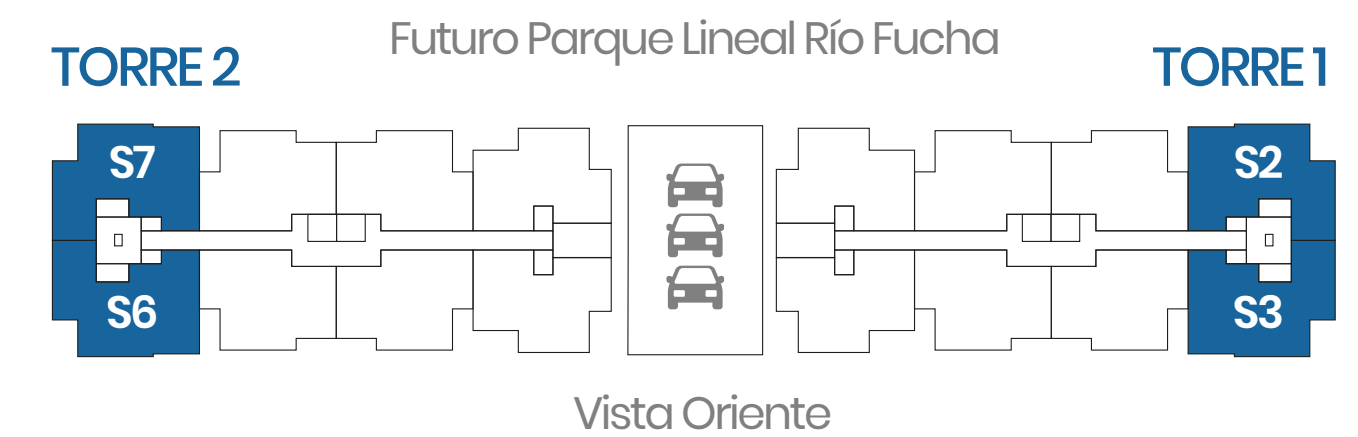 Futuro Parque Lineal Río Fucha
TORRE 2
TORRE 1
S7
S2
S6
S3
Vista Oriente